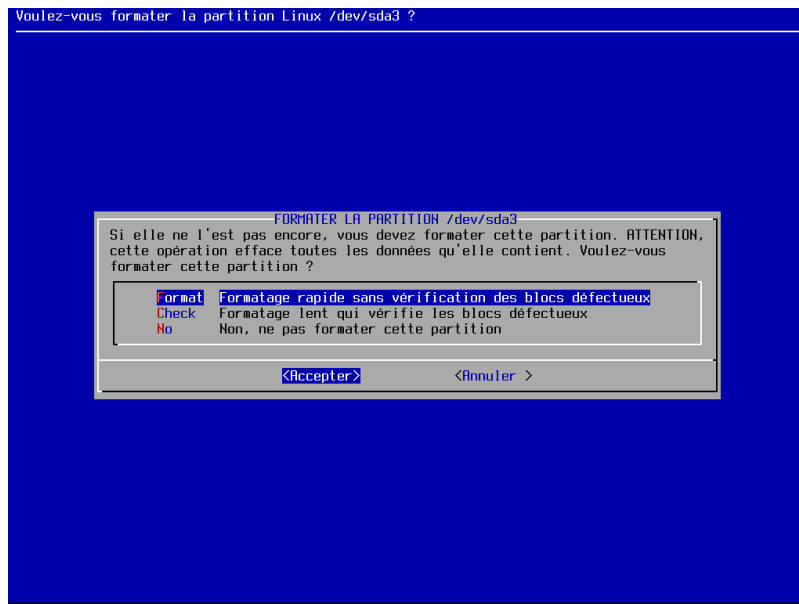 Voulez-vous formater la partition Linux /dev/sda3 ?
FORMATER LA PARTITION /dev/sda3
Si elle ne l'est pas encore, vous devez formater cette partition. ATTENTION,
cette opération efface toutes les données qu'elle contient. Voulez-vous
formater cette partition ?
Format Formatage rapide sans vérification des blocs défectueux
Check Formatage lent qui vérifie les blocs défectueux
No Non, ne pas formater cette partition
<Accepter> <Annuler >